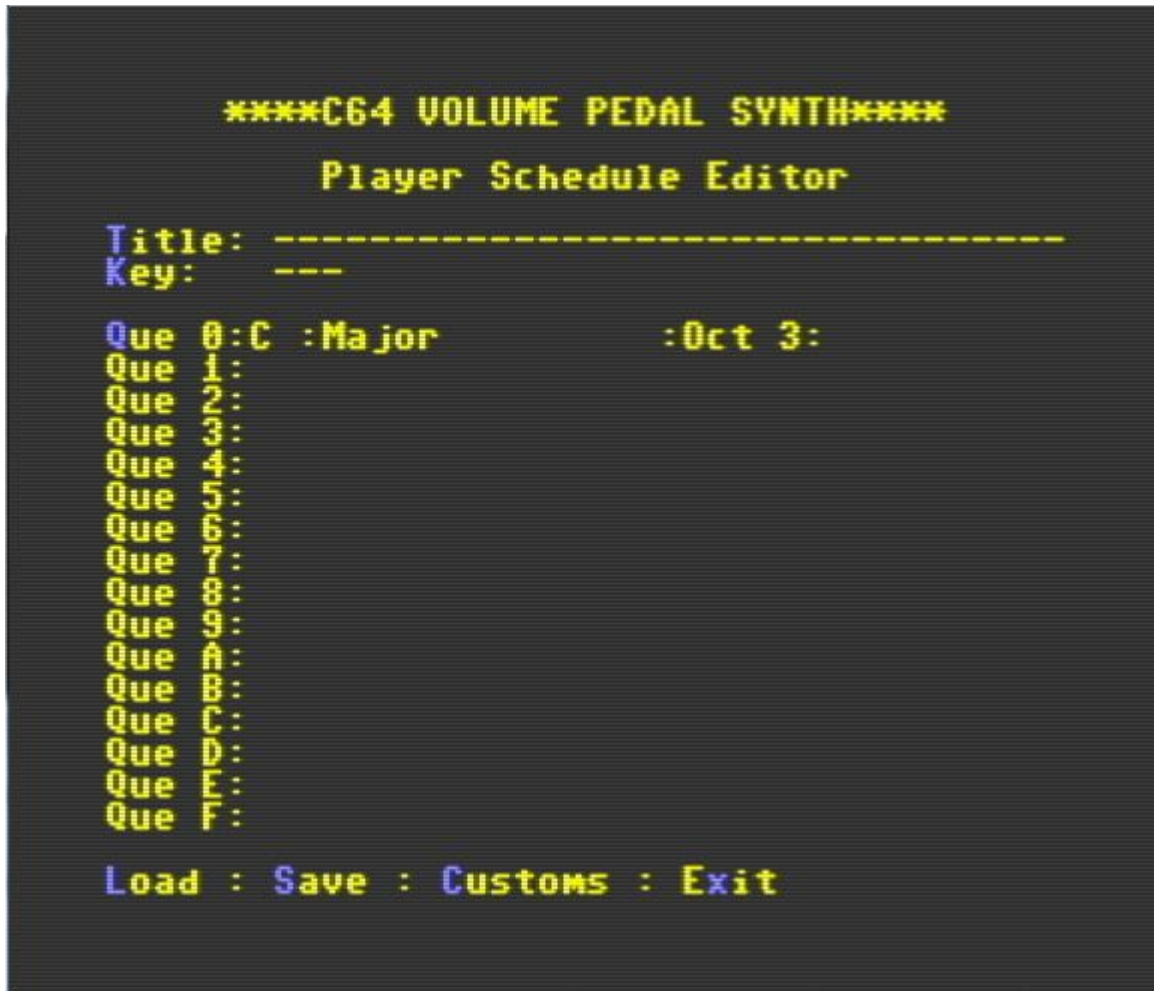 ****C64 VOLUME PEDAL SYNTH****
Player Schedule Editor
Title: ---------------------------------
Key: ---
Que 0:C :Major :Oct 3:
Que 1:
Que 2:
Que 3:
Que 4:
Que 5:
Que 6:
Que 7:
Que 8:
Que 9:
Que A:
Que B:
Que C:
Que D:
Que E:
Que F:
Load : Save : Customs : Exit